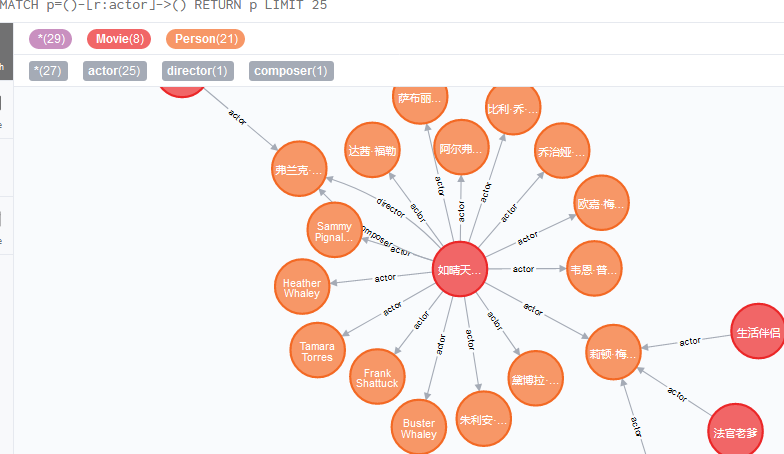 MATCH p=()-[r:actor]->() RETURN p LIMIT 25
*(29) Movie(8) Person(21)
*(27) actor(25) director(1) composer(1)
萨布丽...
比利·乔·...
actor
达茜·福勒
阿尔弗...
乔治娅·...
弗兰克·...
actor
actor
actor
actor
actor
欧嘉·梅...
director
Sammy
Pignal...
actor
actor
如晴天...
actor
韦恩·普...
Heather
Whaley
actor
actor
actor
actor
actor
actor
actor
生活伴侣
Tamara
Torres
莉顿·梅...
actor
Frank
Shattuck
黛博拉·...
actor
Buster
Whaley
朱利安·...
actor
法官老爹